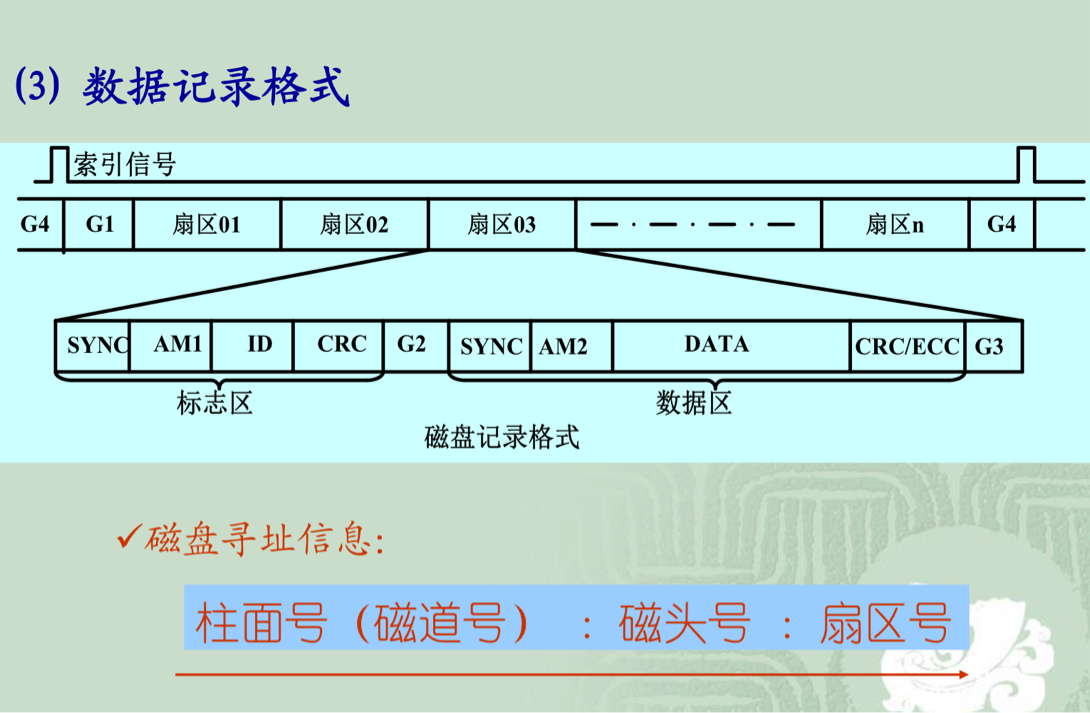 (3) 数据记录格式
索引信号
G4 G1 扇区01 扇区02 扇区03 扇区n G4
SYNC AM1 ID CRC G2 SYNC AM2 DATA CRC/ECC G3
标志区 数据区
磁盘记录格式
✓磁盘寻址信息:
柱面号（磁道号）：磁头号：扇区号